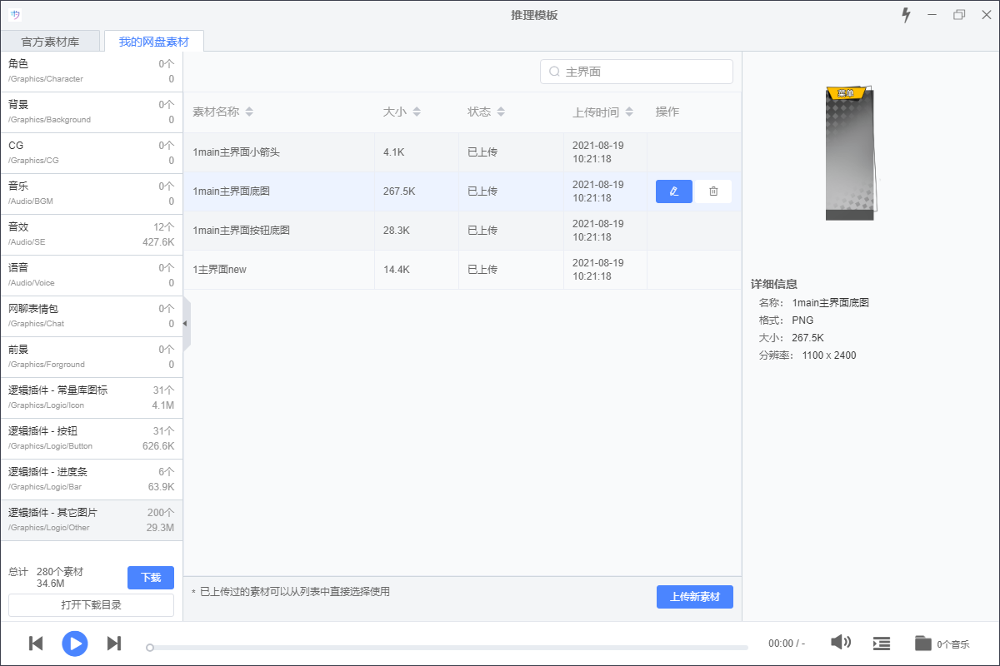 推理模板
官方素材库
我的网盘素材
角色 0个
/Graphics/Character 0
背景 0个
/Graphics/Background 0
CG 0个
/Graphics/CG 0
音乐 0个
/Audio/BGM 0
音效 12个
/Audio/SE 427.6K
语音 0个
/Audio/Voice 0
网聊表情包 0个
/Graphics/Chat 0
前景 0个
/Graphics/Forground 0
逻辑插件 - 常量库图标 31个
/Graphics/Logic/Icon 4.1M
逻辑插件 - 按钮 31个
/Graphics/Logic/Button 626.6K
逻辑插件 - 进度条 6个
/Graphics/Logic/Bar 63.9K
逻辑插件 - 其它图片 200个
/Graphics/Logic/Other 29.3M
总计 280个素材
34.6M
下载
打开下载目录
主界面
素材名称 大小 状态 上传时间 操作
1main主界面小箭头 4.1K 已上传 2021-08-19
10:21:18
1main主界面底图 267.5K 已上传 2021-08-19
10:21:18
1main主界面按钮底图 28.3K 已上传 2021-08-19
10:21:18
1主界面new 14.4K 已上传 2021-08-19
10:21:18
* 已上传过的素材可以从列表中直接选择使用
上传新素材
菜单
详细信息
名称： 1main主界面底图
格式： PNG
大小： 267.5K
分辨率： 1100 x 2400
00:00 / -
0个音乐